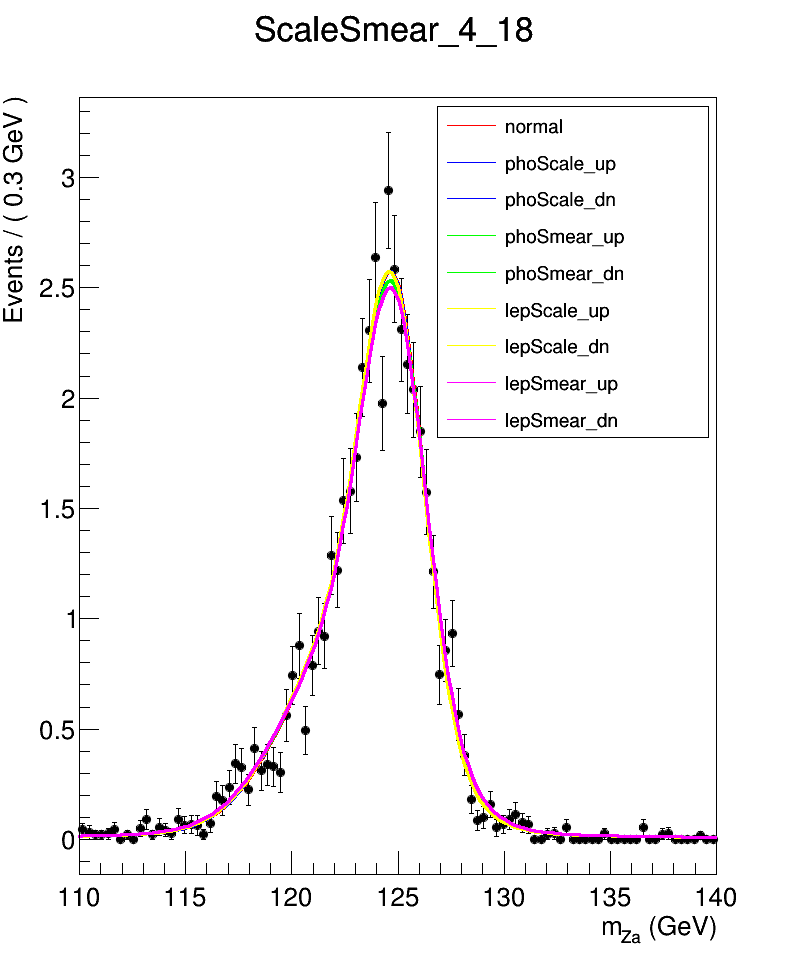 ScaleSmear_4_18
Events / ( 0.3 GeV )
3
2.5
2
1.5
1
0.5
0
normal
phoScale_up
phoScale_dn
phoSmear_up
phoSmear_dn
lepScale_up
lepScale_dn
lepSmear_up
lepSmear_dn
110 115 120 125 130 135 140
m_Za (GeV)